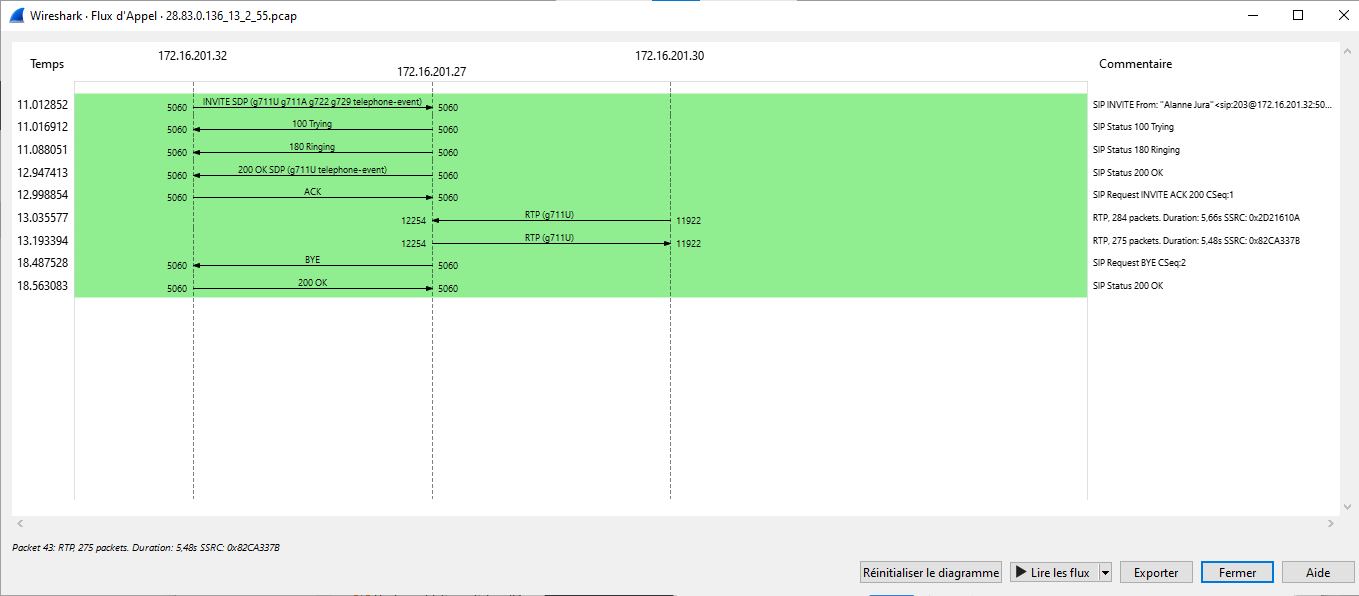 Wireshark · Flux d'Appel · 28.83.0.136_13_2_55.pcap
Temps
172.16.201.32
172.16.201.27
172.16.201.30
Commentaire
11.012852 5060 INVITE SDP (g711U g711A g722 g729 telephone-event) 5060 SIP INVITE From: "Alanne Jura" <sip:203@172.16.201.32:50...
11.016912 5060 100 Trying 5060 SIP Status 100 Trying
11.088051 5060 180 Ringing 5060 SIP Status 180 Ringing
12.947413 5060 200 OK SDP (g711U telephone-event) 5060 SIP Status 200 OK
12.998854 5060 ACK 5060 SIP Request INVITE ACK 200 CSeq:1
13.035577 12254 RTP (g711U) 11922 RTP, 284 packets. Duration: 5,66s SSRC: 0x2D21610A
13.193394 12254 RTP (g711U) 11922 RTP, 275 packets. Duration: 5,48s SSRC: 0x82CA337B
18.487528 5060 BYE 5060 SIP Request BYE CSeq:2
18.563083 5060 200 OK 5060 SIP Status 200 OK
Packet 43: RTP, 275 packets. Duration: 5,48s SSRC: 0x82CA337B
Réinitialiser le diagramme Lire les flux Exporter Fermer Aide